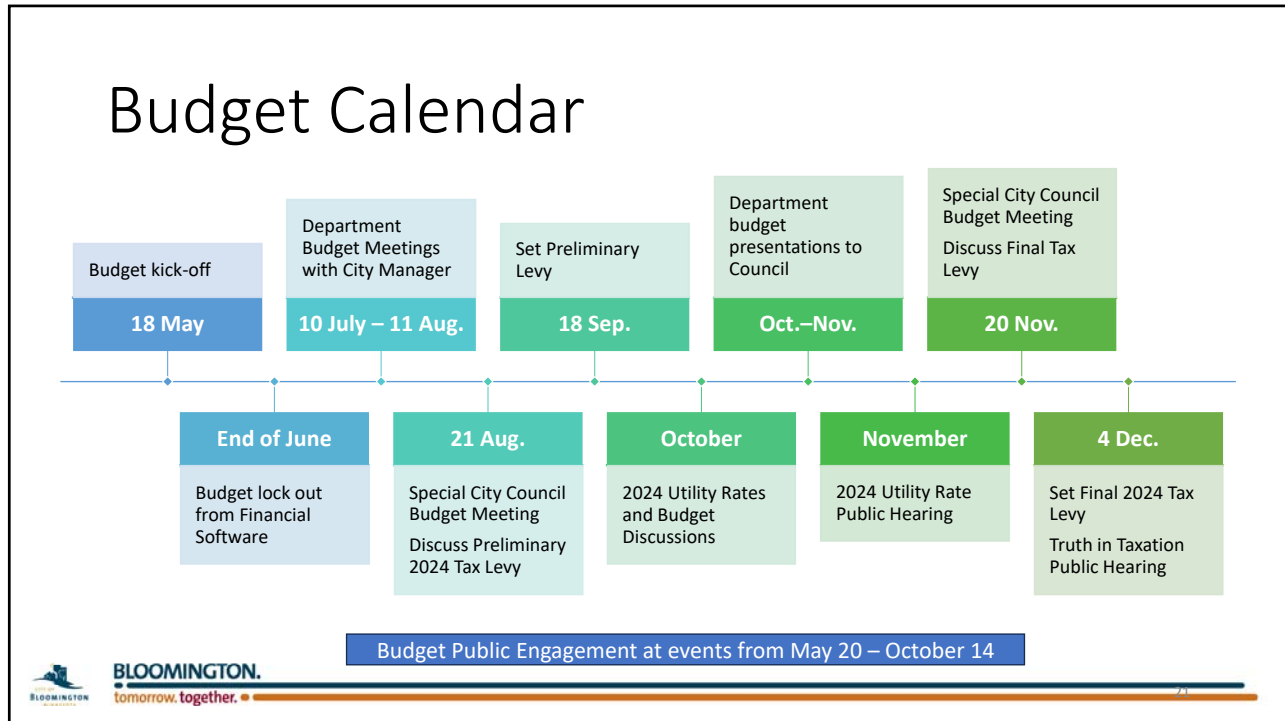 Budget Calendar
Budget kick-off
18 May
End of June
Budget lock out
from Financial
Software
Department
Budget Meetings
with City Manager
10 July – 11 Aug.
21 Aug.
Special City Council
Budget Meeting
Discuss Preliminary
2024 Tax Levy
Set Preliminary
Levy
18 Sep.
October
2024 Utility Rates
and Budget
Discussions
Department
budget
presentations to
Council
Oct.–Nov.
November
2024 Utility Rate
Public Hearing
Special City Council
Budget Meeting
Discuss Final Tax
Levy
20 Nov.
4 Dec.
Set Final 2024 Tax
Levy
Truth in Taxation
Public Hearing
Budget Public Engagement at events from May 20 – October 14
CITY OF
BLOOMINGTON
MINNESOTA
BLOOMINGTON.
tomorrow. together.
21